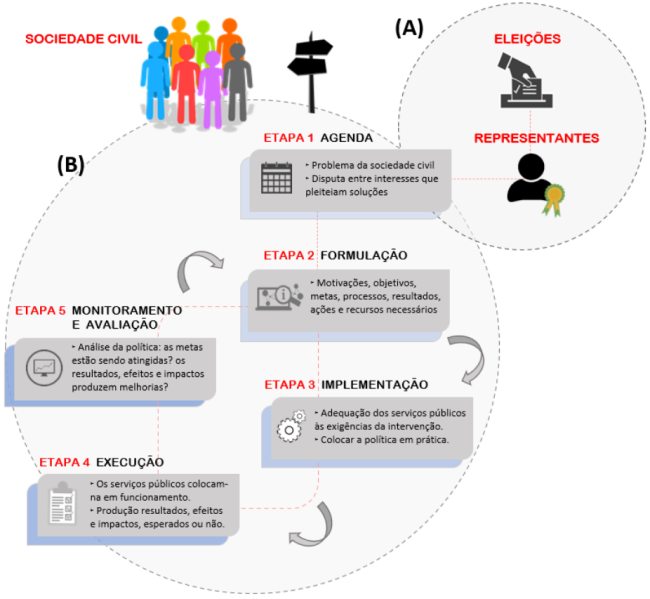 SOCIEDADE CIVIL
(A)
ELEIÇÕES
REPRESENTANTES
(B)
ETAPA 1 AGENDA
‣ Problema da sociedade civil
‣ Disputa entre interesses que
pleiteiam soluções
ETAPA 2 FORMULAÇÃO
‣ Motivações, objetivos,
metas, processos, resultados,
ações e recursos necessários
ETAPA 5 MONITORAMENTO
E AVALIAÇÃO
‣ Análise da política: as metas
estão sendo atingidas? os
resultados, efeitos e impactos
produzem melhorias?
ETAPA 3 IMPLEMENTAÇÃO
‣ Adequação dos serviços públicos
às exigências da intervenção.
‣ Colocar a política em prática.
ETAPA 4 EXECUÇÃO
‣ Os serviços públicos colocam-
na em funcionamento.
‣ Produção resultados, efeitos
e impactos, esperados ou não.